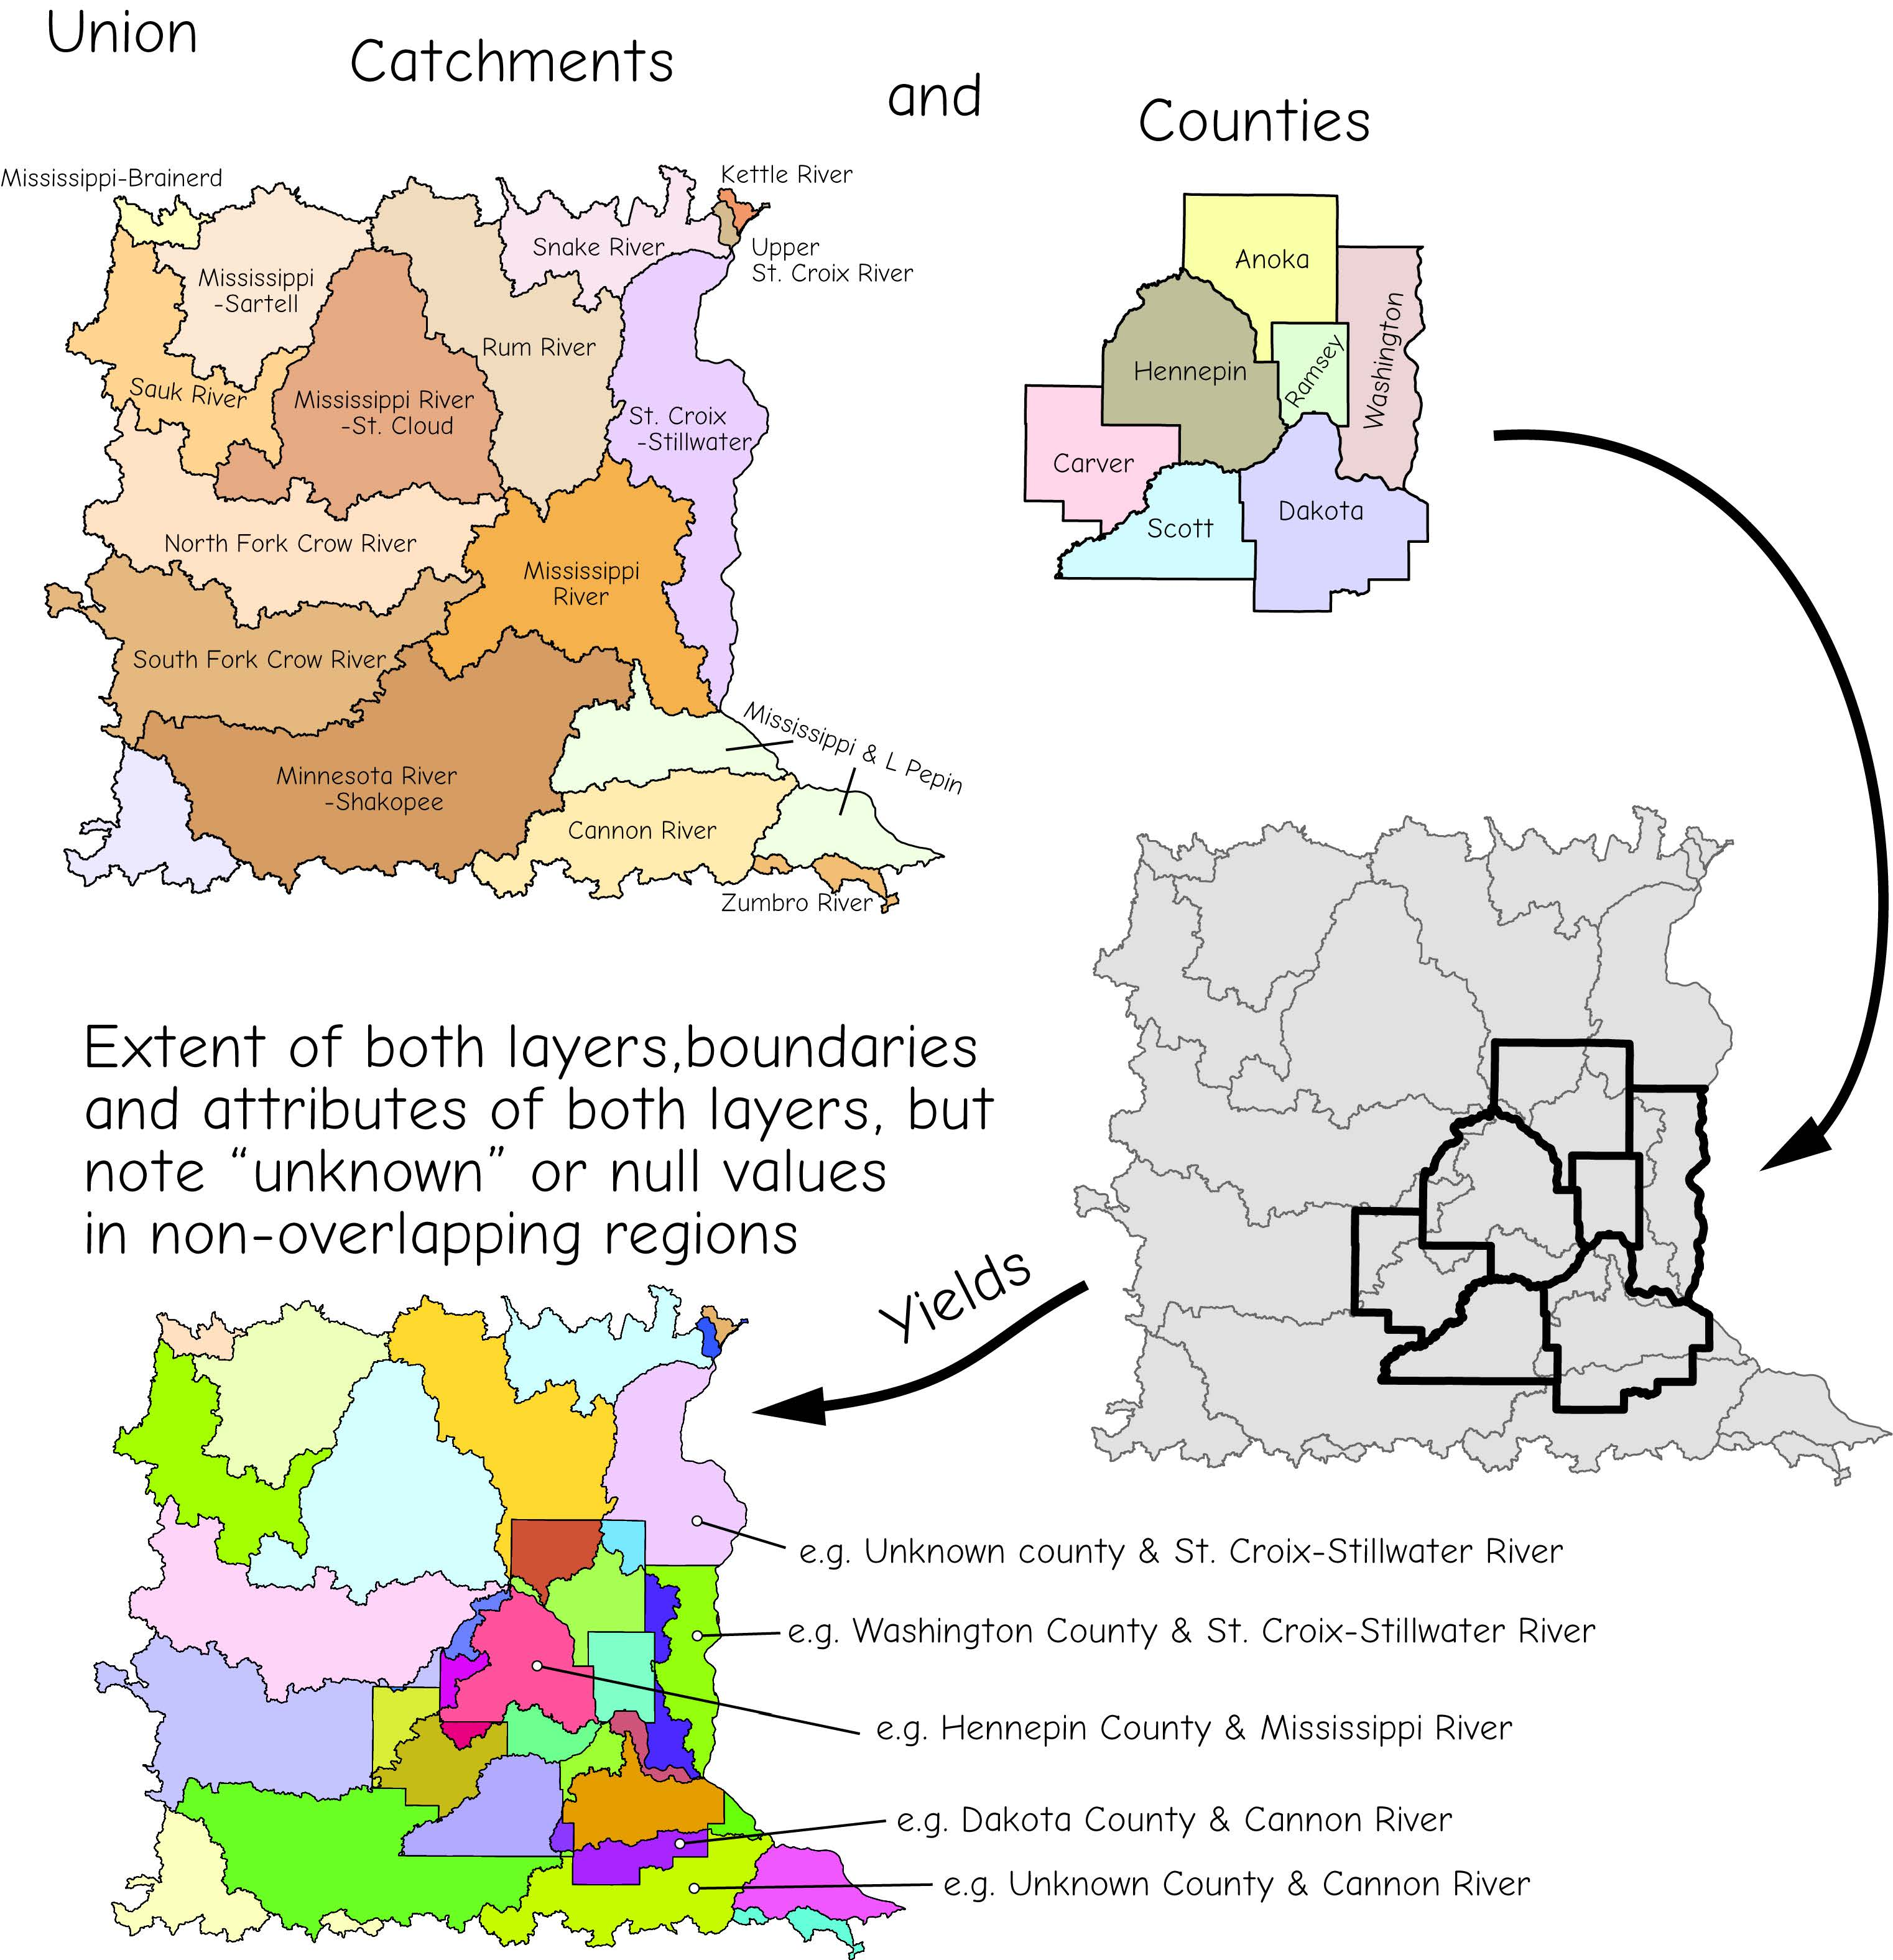 Union
Catchments
and
Counties
Mississippi-Brainerd
Kettle River
Snake River
Upper
St. Croix River
Mississippi
-Sartell
Rum River
Sauk River
Mississippi River
-St. Cloud
St. Croix
-Stillwater
North Fork Crow River
Mississippi
River
South Fork Crow River
Mississippi & L Pepin
Minnesota River
-Shakopee
Cannon River
Zumbro River
Anoka
Washington
Hennepin
Ramsey
Carver
Scott
Dakota
Extent of both layers,boundaries
and attributes of both layers, but
note “unknown” or null values
in non-overlapping regions
Yields
e.g. Unknown county & St. Croix-Stillwater River
e.g. Washington County & St. Croix-Stillwater River
e.g. Hennepin County & Mississippi River
e.g. Dakota County & Cannon River
e.g. Unknown County & Cannon River